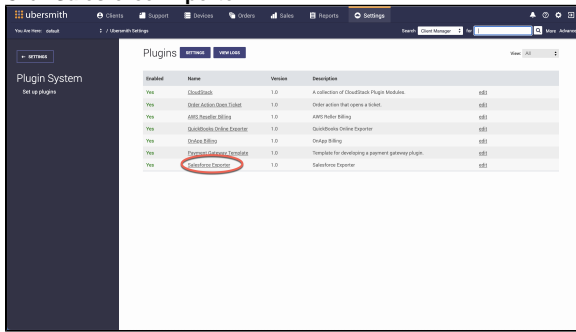 ubersmith Clients Support Devices Orders Sales Reports Settings
You Are Here: default / Ubersmith Settings Search: Client Manager for More Advanced
← SETTINGS
Plugin System
Set up plugins
Plugins SETTINGS VIEW LOGS View: All
Enabled Name Version Description
Yes CloudStack 1.0 A collection of CloudStack Plugin Modules. edit
Yes Order Action Open Ticket 1.0 Order action that opens a ticket. edit
Yes AWS Reseller Billing 1.0 AWS Reller Billing edit
Yes QuickBooks Online Exporter 1.0 QuickBooks Online Exporter edit
Yes OnApp Billing 1.0 OnApp Billing edit
Yes Payment Gateway Template 1.0 Template for developing a payment gateway plugin. edit
Yes Salesforce Exporter 1.0 Salesforce Exporter edit